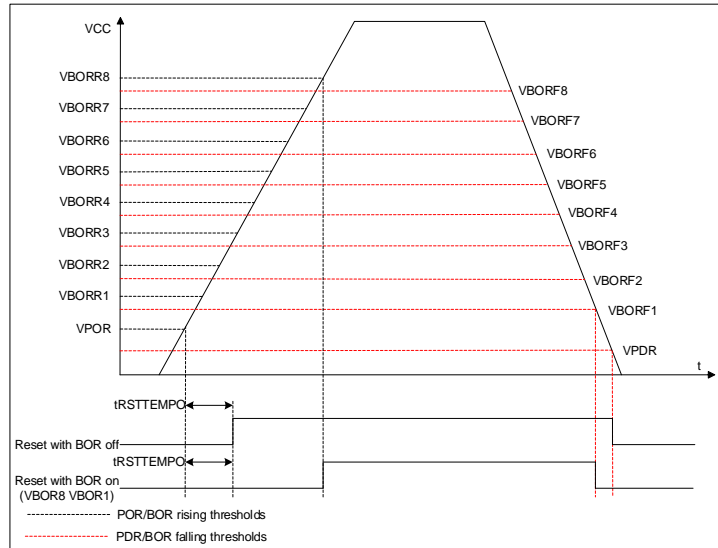 VCC
VBORR8
VBORF8
VBORR7
VBORF7
VBORR6
VBORF6
VBORR5
VBORF5
VBORR4
VBORF4
VBORR3
VBORF3
VBORR2
VBORF2
VBORR1
VBORF1
VPOR
VPDR
t
tRSTTEMPO
Reset with BOR off
tRSTTEMPO
Reset with BOR on
(VBOR8 VBOR1)
POR/BOR rising thresholds
PDR/BOR falling thresholds